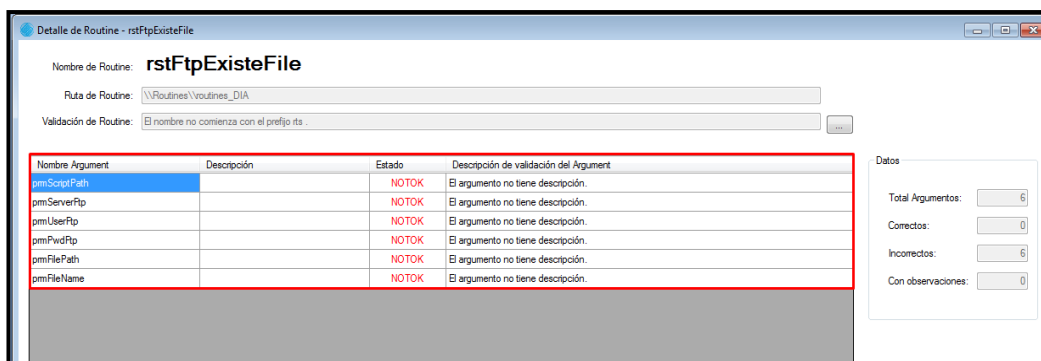 Detalle de Routine - rstFtpExisteFile
Nombre de Routine: rstFtpExisteFile
Ruta de Routine: \\Routines\\routines_DIA
Validación de Routine: El nombre no comienza con el prefijo rts . ...
Nombre Argument Descripción Estado Descripción de validación del Argument
prmScriptPath NOTOK El argumento no tiene descripción.
prmServerFtp NOTOK El argumento no tiene descripción.
prmUserFtp NOTOK El argumento no tiene descripción.
prmPwdFtp NOTOK El argumento no tiene descripción.
prmFilePath NOTOK El argumento no tiene descripción.
prmFileName NOTOK El argumento no tiene descripción.
Datos
Total Argumentos: 6
Correctos: 0
Incorrectos: 6
Con observaciones: 0